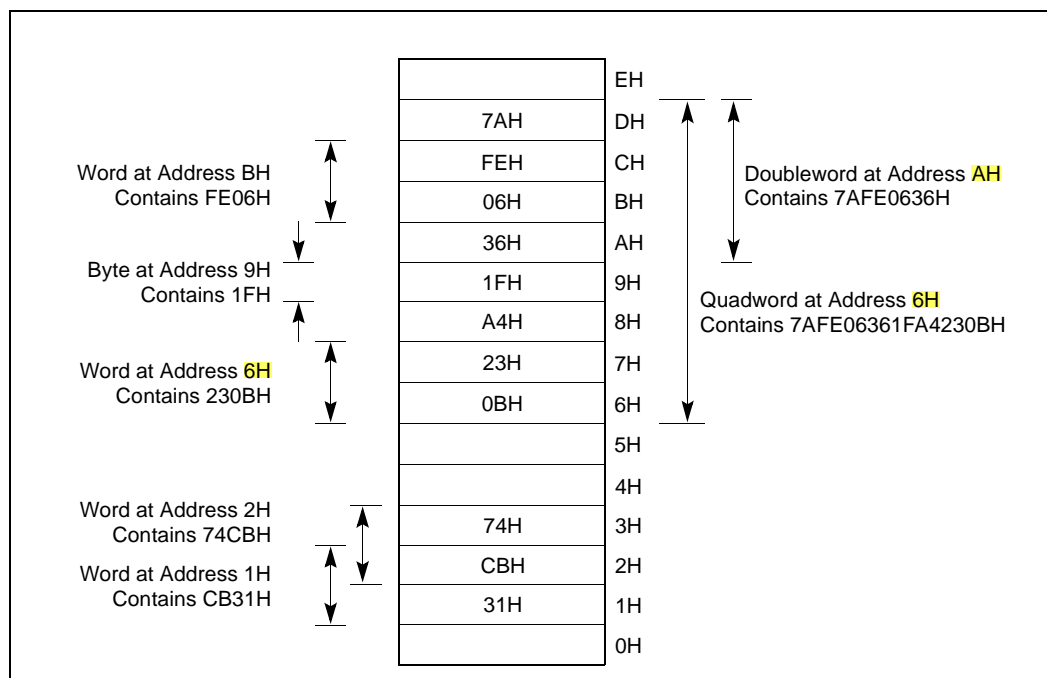 EH
7AH DH
FEH CH
06H BH
36H AH
1FH 9H
A4H 8H
23H 7H
0BH 6H
5H
4H
74H 3H
CBH 2H
31H 1H
0H
Word at Address BH
Contains FE06H
Byte at Address 9H
Contains 1FH
Word at Address 6H
Contains 230BH
Word at Address 2H
Contains 74CBH
Word at Address 1H
Contains CB31H
Doubleword at Address AH
Contains 7AFE0636H
Quadword at Address 6H
Contains 7AFE06361FA4230BH